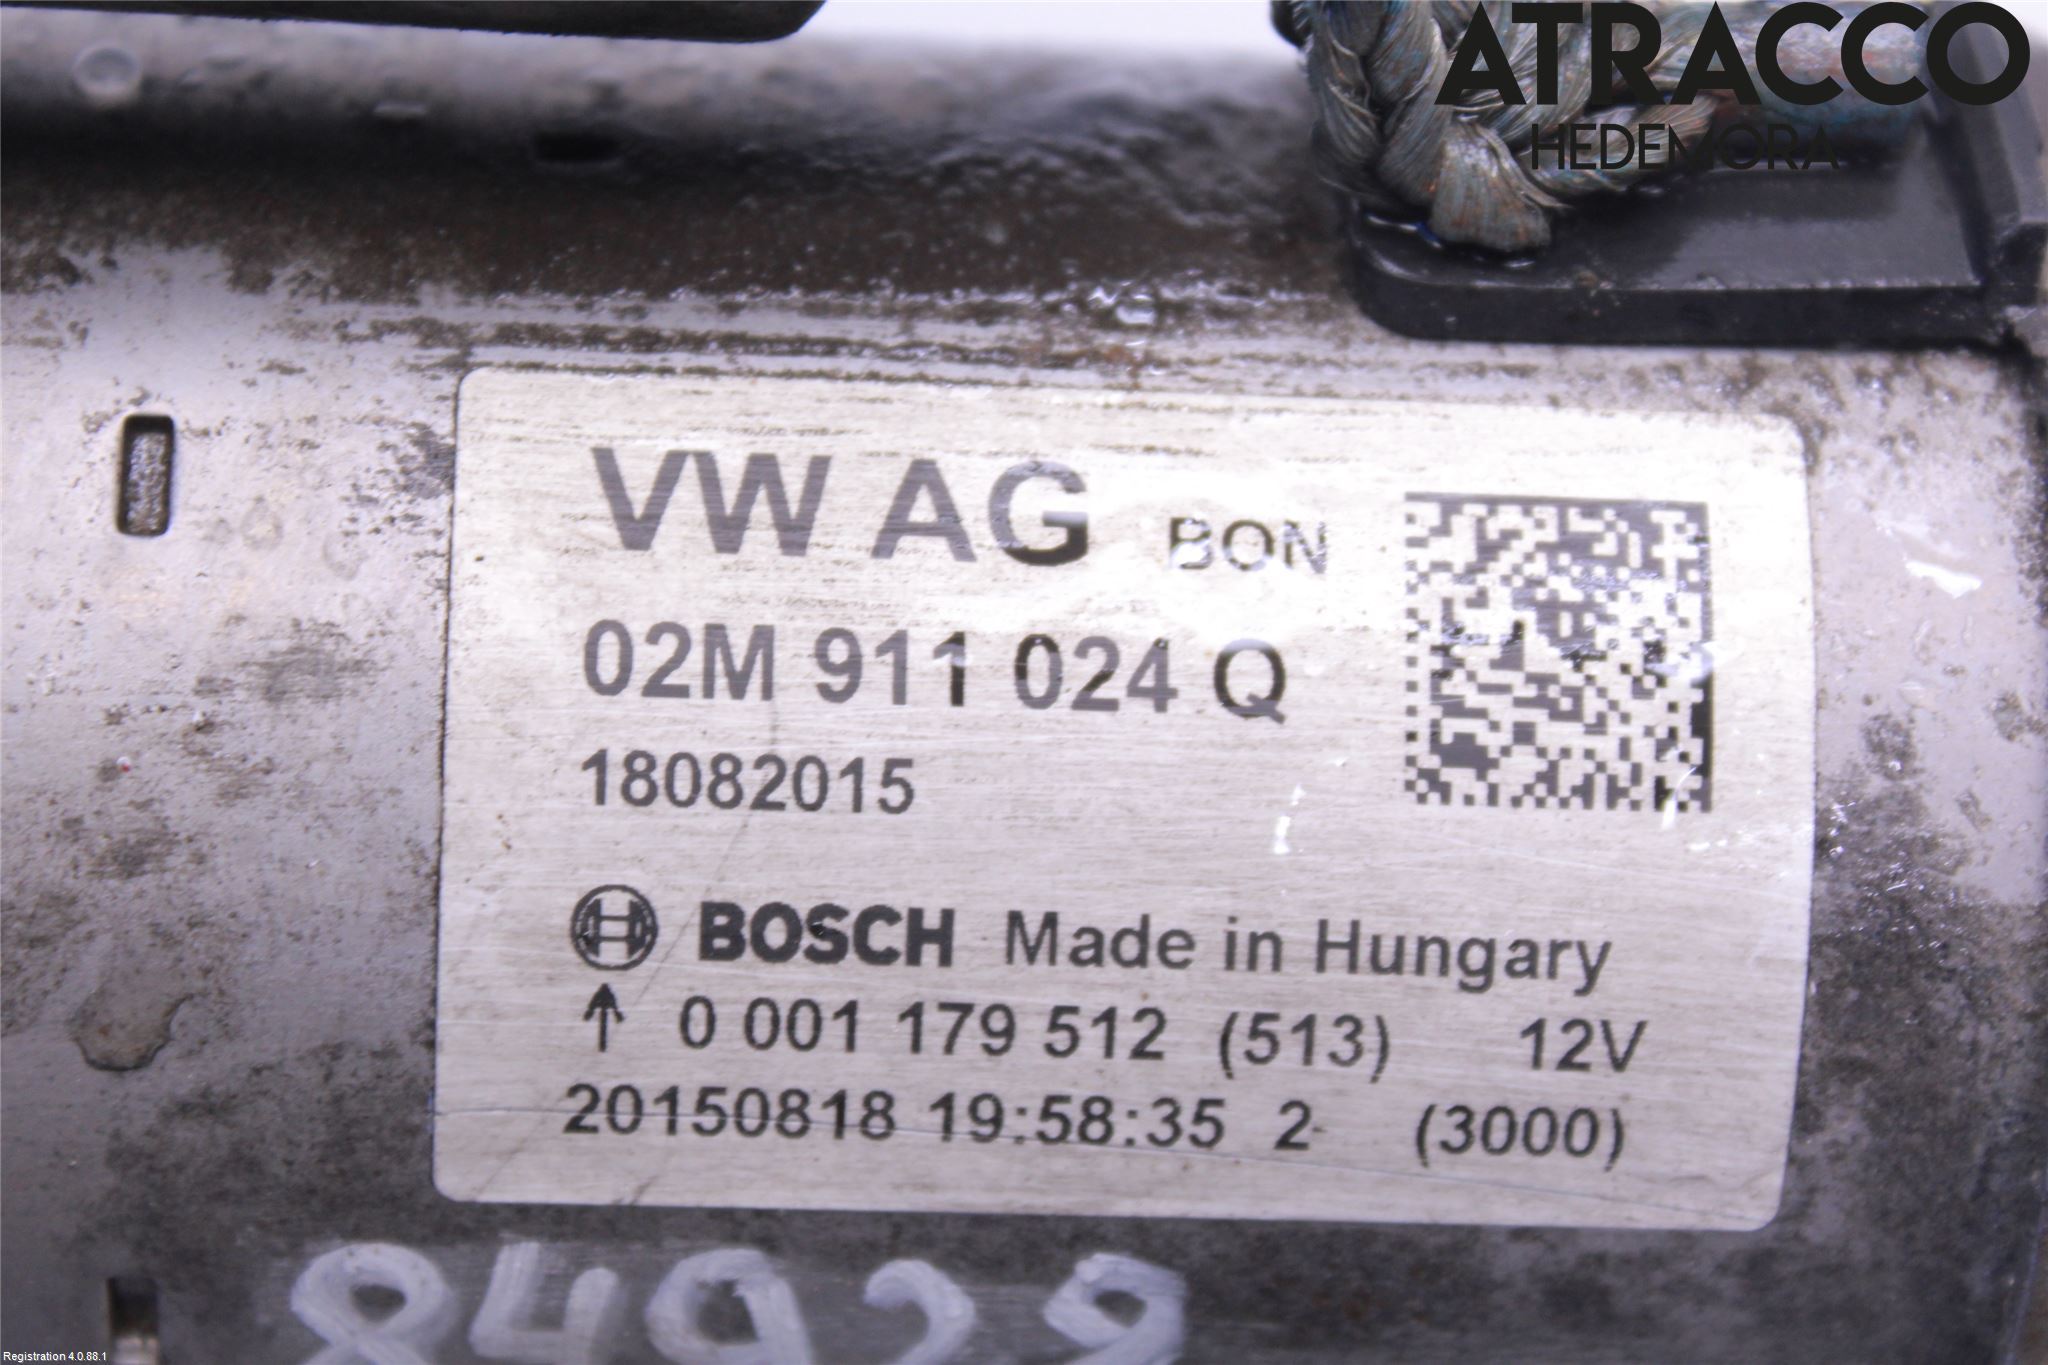 ATRACCO
HEDEMORA
VW AG BON
02M 911 024 Q
18082015
BOSCH Made in Hungary
↑ 0 001 179 512 (513) 12V
20150818 19:58:35 2 (3000)
Registration 4.0.88.1